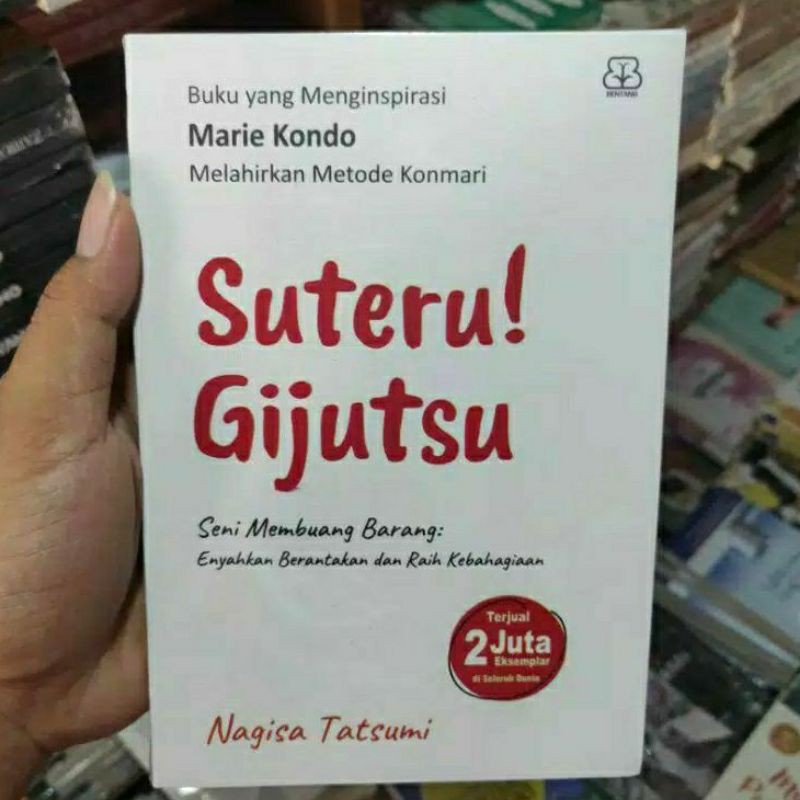 Buku yang Menginspirasi
Marie Kondo
Melahirkan Metode Konmari
BENTANG
Suteru!
Gijutsu
Seni Membuang Barang:
Enyahkan Berantakan dan Raih Kebahagiaan
Terjual
2 Juta
Eksemplar
di Seluruh Dunia
Nagisa Tatsumi